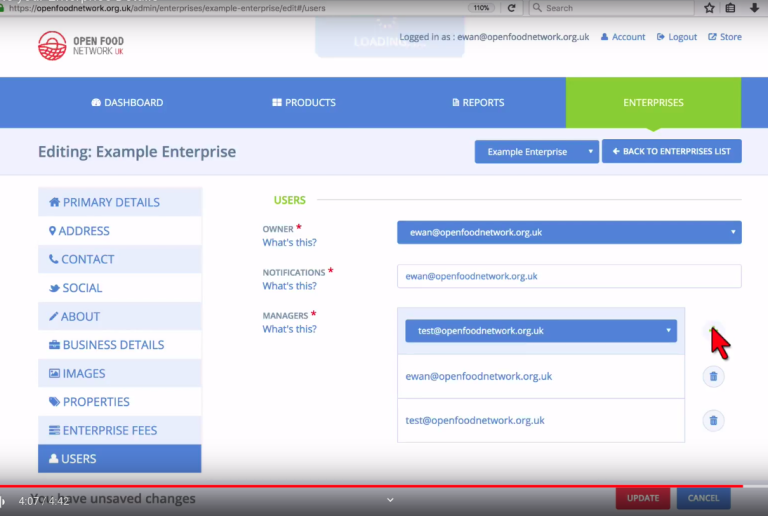 https://openfoodnetwork.org.uk/admin/enterprises/example-enterprise/edit#/users
110%
Search
OPEN FOOD
NETWORK UK
LOADING
Logged in as : ewan@openfoodnetwork.org.uk
Account
Logout
Store
DASHBOARD
PRODUCTS
REPORTS
ENTERPRISES
Editing: Example Enterprise
Example Enterprise
BACK TO ENTERPRISES LIST
PRIMARY DETAILS
ADDRESS
CONTACT
SOCIAL
ABOUT
BUSINESS DETAILS
IMAGES
PROPERTIES
ENTERPRISE FEES
USERS
USERS
OWNER *
What's this?
ewan@openfoodnetwork.org.uk
NOTIFICATIONS *
What's this?
ewan@openfoodnetwork.org.uk
MANAGERS *
What's this?
test@openfoodnetwork.org.uk
ewan@openfoodnetwork.org.uk
test@openfoodnetwork.org.uk
You have unsaved changes
4:07 / 4:42
UPDATE
CANCEL